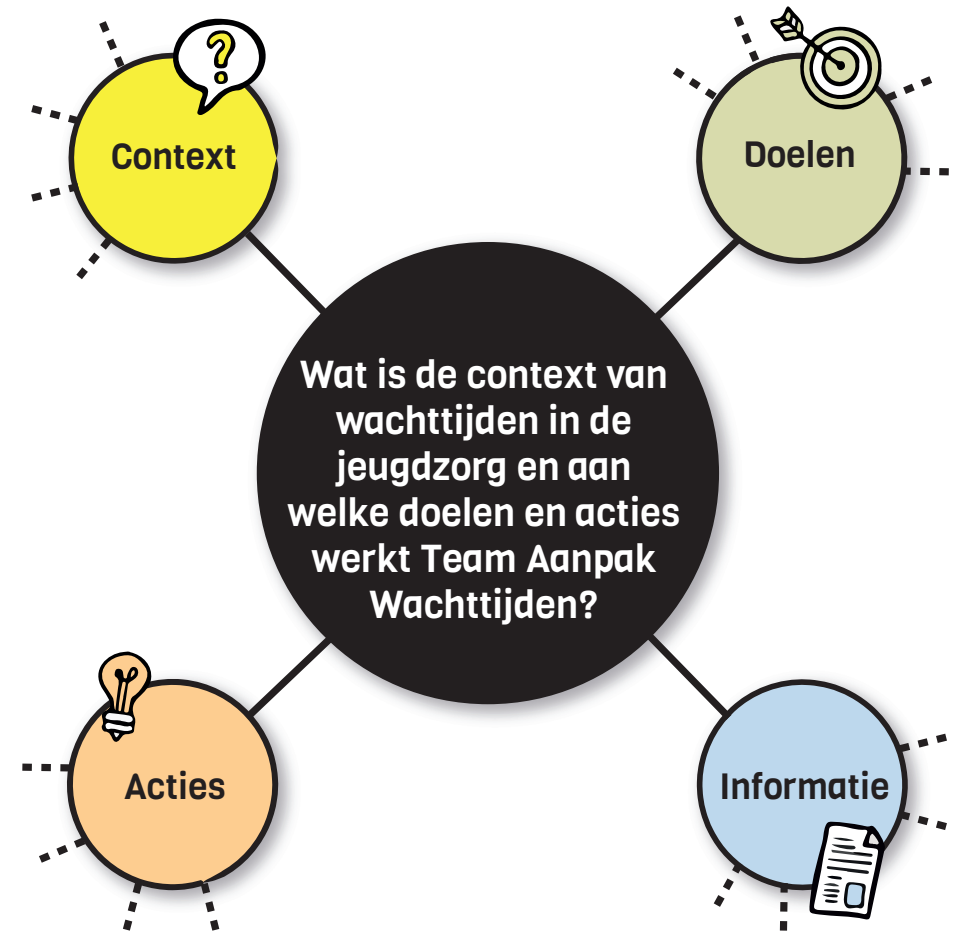 Context
Doelen
Wat is de context van
wachttijden in de
jeugdzorg en aan
welke doelen en acties
werkt Team Aanpak
Wachttijden?
Acties
Informatie